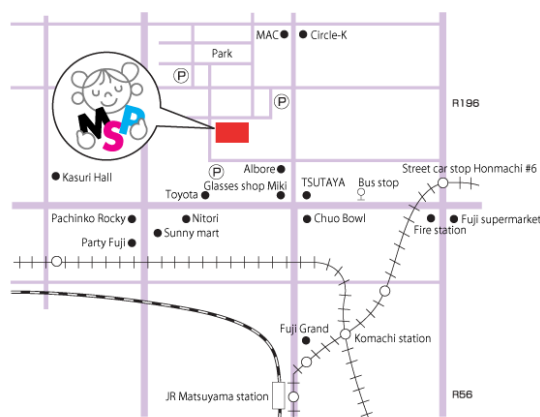 MAC
Circle-K
Park
P
P
R196
MSP
P
Albore
Street car stop Honmachi #6
Kasuri Hall
Glasses shop Miki
TSUTAYA
Bus stop
Toyota
Pachinko Rocky
Nitori
Chuo Bowl
Fuji supermarket
Fire station
Sunny mart
Party Fuji
Fuji Grand
Komachi station
JR Matsuyama station
R56